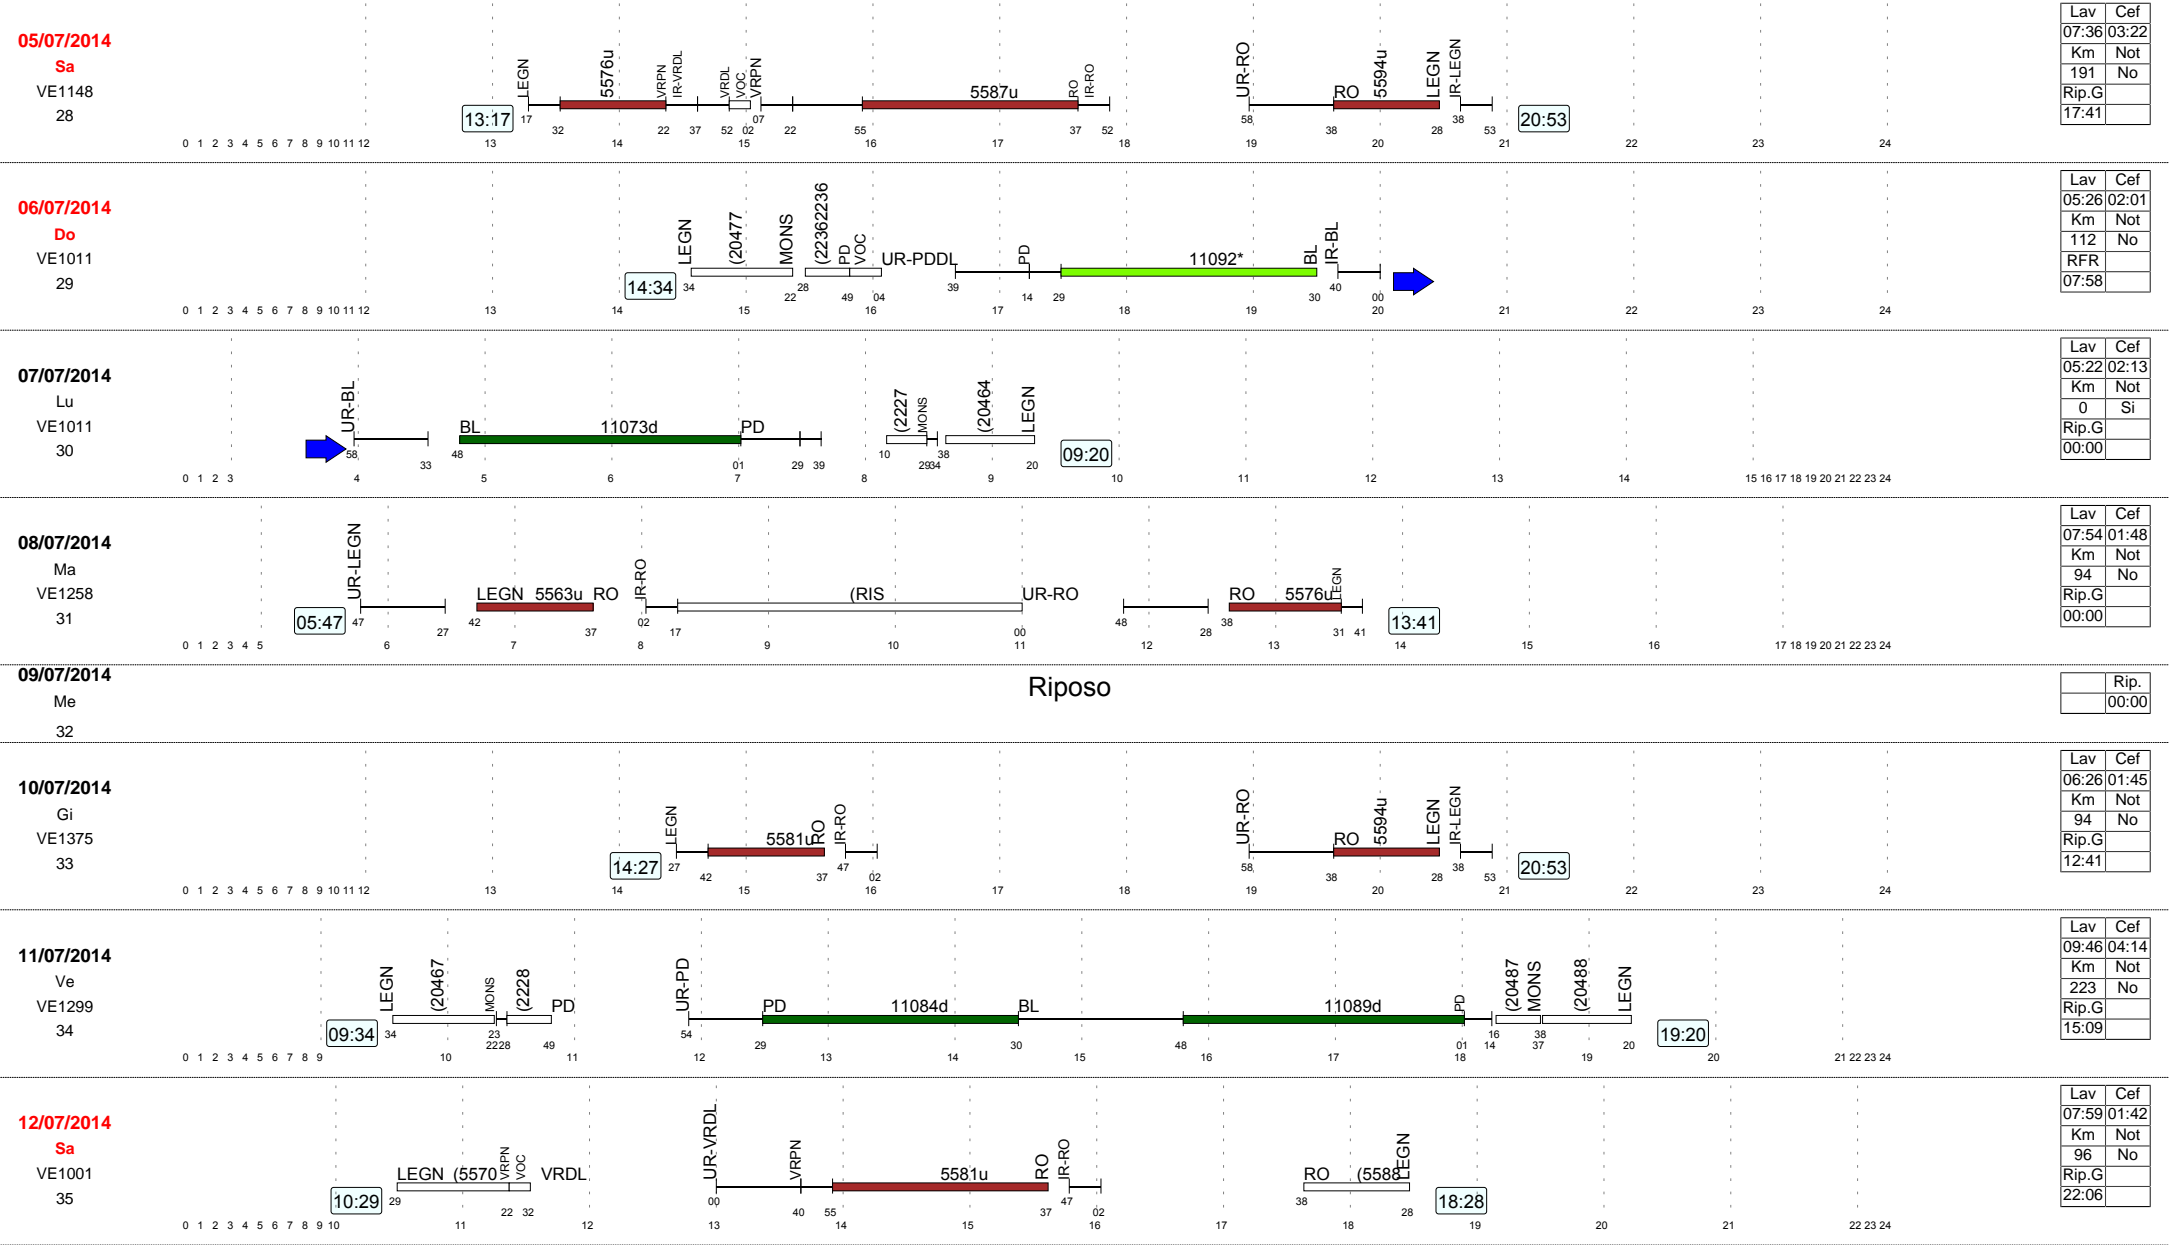 05/07/2014
Sa
VE1148
28
13:17
LEGN 5576u VRPN IR-VRDL VRDL VOC VRPN 5587u RO IR-RO UR-RO RO 5594u LEGN IR-LEGN
17 32 22 37 52 02 07 22 55 37 52 58 38 28 38 53
20:53
0 1 2 3 4 5 6 7 8 9 10 11 12 13 14 15 16 17 18 19 20 21 22 23 24
Lav Cef
07:36 03:22
Km Not
191 No
Rip.G
17:41
06/07/2014
Do
VE1011
29
14:34
LEGN (20477 MONS (22362236 PD VOC UR-PDDL PD 11092* BL IR-BL
34 22 28 49 04 39 14 29 30 40 00
0 1 2 3 4 5 6 7 8 9 10 11 12 13 14 15 16 17 18 19 20 21 22 23 24
Lav Cef
05:26 02:01
Km Not
112 No
RFR
07:58
07/07/2014
Lu
VE1011
30
UR-BL BL 11073d PD (2227 MONS (20464 LEGN
58 33 48 01 29 39 10 29 34 38 20
09:20
0 1 2 3 4 5 6 7 8 9 10 11 12 13 14 15 16 17 18 19 20 21 22 23 24
Lav Cef
05:22 02:13
Km Not
0 Si
Rip.G
00:00
08/07/2014
Ma
VE1258
31
05:47
UR-LEGN LEGN 5563u RO IR-RO (RIS UR-RO RO 5576u LEGN
47 27 42 37 02 17 00 48 28 38 31 41
13:41
0 1 2 3 4 5 6 7 8 9 10 11 12 13 14 15 16 17 18 19 20 21 22 23 24
Lav Cef
07:54 01:48
Km Not
94 No
Rip.G
00:00
09/07/2014
Me
32
Riposo
Rip.
00:00
10/07/2014
Gi
VE1375
33
14:27
LEGN 5581u RO IR-RO UR-RO RO 5594u LEGN IR-LEGN
27 42 37 47 02 58 38 28 38 53
20:53
0 1 2 3 4 5 6 7 8 9 10 11 12 13 14 15 16 17 18 19 20 21 22 23 24
Lav Cef
06:26 01:45
Km Not
94 No
Rip.G
12:41
11/07/2014
Ve
VE1299
34
09:34
LEGN (20467 MONS (2228 PD UR-PD PD 11084d BL 11089d PD (20487 MONS (20488 LEGN
34 23 22 28 49 54 29 30 48 01 14 16 38 37 20
19:20
0 1 2 3 4 5 6 7 8 9 10 11 12 13 14 15 16 17 18 19 20 21 22 23 24
Lav Cef
09:46 04:14
Km Not
223 No
Rip.G
15:09
12/07/2014
Sa
VE1001
35
10:29
LEGN (5570 VRPN VOC VRDL UR-VRDL VRPN 5581u RO IR-RO RO (5588 LEGN
29 22 32 00 40 55 37 47 02 38 28
18:28
0 1 2 3 4 5 6 7 8 9 10 11 12 13 14 15 16 17 18 19 20 21 22 23 24
Lav Cef
07:59 01:42
Km Not
96 No
Rip.G
22:06